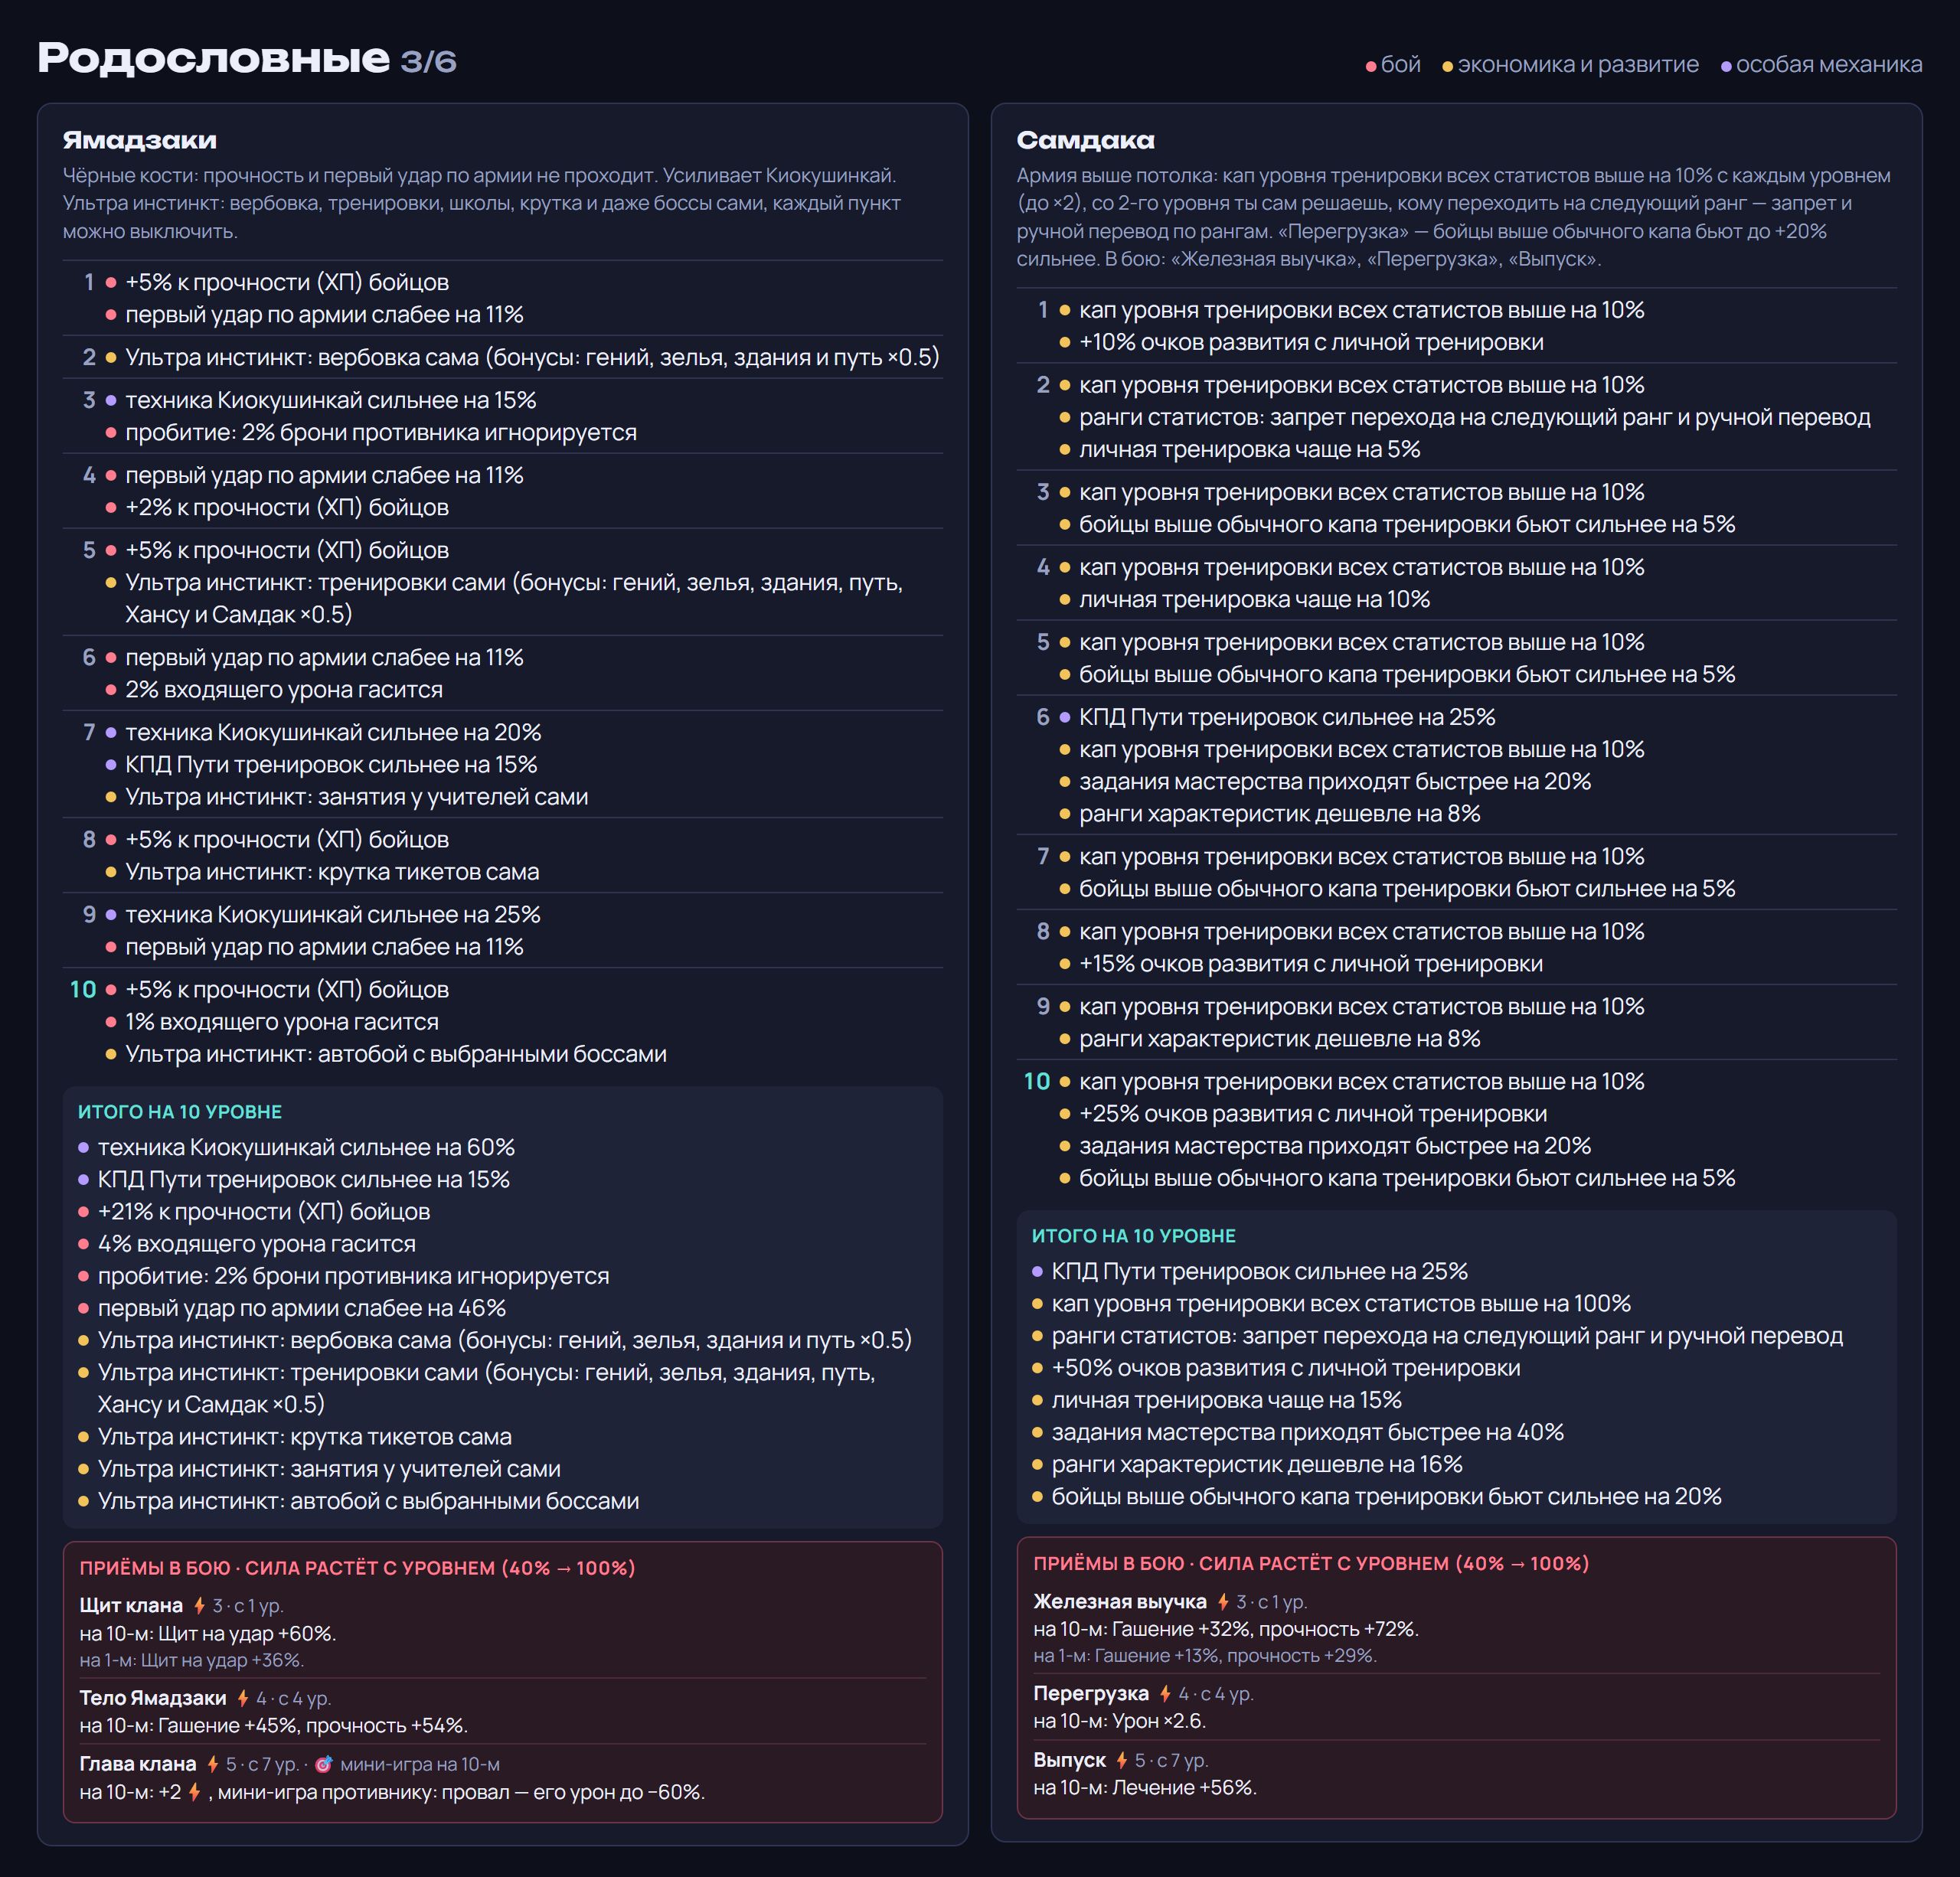 Родословные 3/6
бой
экономика и развитие
особая механика
Ямадзаки
Чёрные кости: прочность и первый удар по армии не проходит. Усиливает Киокушинкай.
Ультра инстинкт: вербовка, тренировки, школы, крутка и даже боссы сами, каждый пункт
можно выключить.
1 +5% к прочности (ХП) бойцов
первый удар по армии слабее на 11%
2 Ультра инстинкт: вербовка сама (бонусы: гений, зелья, здания и путь ×0.5)
3 техника Киокушинкай сильнее на 15%
пробитие: 2% брони противника игнорируется
4 первый удар по армии слабее на 11%
+2% к прочности (ХП) бойцов
5 +5% к прочности (ХП) бойцов
Ультра инстинкт: тренировки сами (бонусы: гений, зелья, здания, путь,
Хансу и Самдак ×0.5)
6 первый удар по армии слабее на 11%
2% входящего урона гасится
7 техника Киокушинкай сильнее на 20%
КПД Пути тренировок сильнее на 15%
Ультра инстинкт: занятия у учителей сами
8 +5% к прочности (ХП) бойцов
Ультра инстинкт: крутка тикетов сама
9 техника Киокушинкай сильнее на 25%
первый удар по армии слабее на 11%
10 +5% к прочности (ХП) бойцов
1% входящего урона гасится
Ультра инстинкт: автобой с выбранными боссами
ИТОГО НА 10 УРОВНЕ
техника Киокушинкай сильнее на 60%
КПД Пути тренировок сильнее на 15%
+21% к прочности (ХП) бойцов
4% входящего урона гасится
пробитие: 2% брони противника игнорируется
первый удар по армии слабее на 46%
Ультра инстинкт: вербовка сама (бонусы: гений, зелья, здания и путь ×0.5)
Ультра инстинкт: тренировки сами (бонусы: гений, зелья, здания, путь,
Хансу и Самдак ×0.5)
Ультра инстинкт: крутка тикетов сама
Ультра инстинкт: занятия у учителей сами
Ультра инстинкт: автобой с выбранными боссами
ПРИЁМЫ В БОЮ · СИЛА РАСТЁТ С УРОВНЕМ (40% → 100%)
Щит клана ⚡ 3 · с 1 ур.
на 10-м: Щит на удар +60%.
на 1-м: Щит на удар +36%.
Тело Ямадзаки ⚡ 4 · с 4 ур.
на 10-м: Гашение +45%, прочность +54%.
Глава клана ⚡ 5 · с 7 ур. · 🎯 мини-игра на 10-м
на 10-м: +2 ⚡ , мини-игра противнику: провал — его урон до −60%.
Самдака
Армия выше потолка: кап уровня тренировки всех статистов выше на 10% с каждым уровнем
(до ×2), со 2-го уровня ты сам решаешь, кому переходить на следующий ранг — запрет и
ручной перевод по рангам. «Перегрузка» — бойцы выше обычного капа бьют до +20%
сильнее. В бою: «Железная выучка», «Перегрузка», «Выпуск».
1 кап уровня тренировки всех статистов выше на 10%
+10% очков развития с личной тренировки
2 кап уровня тренировки всех статистов выше на 10%
ранги статистов: запрет перехода на следующий ранг и ручной перевод
личная тренировка чаще на 5%
3 кап уровня тренировки всех статистов выше на 10%
бойцы выше обычного капа тренировки бьют сильнее на 5%
4 кап уровня тренировки всех статистов выше на 10%
личная тренировка чаще на 10%
5 кап уровня тренировки всех статистов выше на 10%
бойцы выше обычного капа тренировки бьют сильнее на 5%
6 КПД Пути тренировок сильнее на 25%
кап уровня тренировки всех статистов выше на 10%
задания мастерства приходят быстрее на 20%
ранги характеристик дешевле на 8%
7 кап уровня тренировки всех статистов выше на 10%
бойцы выше обычного капа тренировки бьют сильнее на 5%
8 кап уровня тренировки всех статистов выше на 10%
+15% очков развития с личной тренировки
9 кап уровня тренировки всех статистов выше на 10%
ранги характеристик дешевле на 8%
10 кап уровня тренировки всех статистов выше на 10%
+25% очков развития с личной тренировки
задания мастерства приходят быстрее на 20%
бойцы выше обычного капа тренировки бьют сильнее на 5%
ИТОГО НА 10 УРОВНЕ
КПД Пути тренировок сильнее на 25%
кап уровня тренировки всех статистов выше на 100%
ранги статистов: запрет перехода на следующий ранг и ручной перевод
+50% очков развития с личной тренировки
личная тренировка чаще на 15%
задания мастерства приходят быстрее на 40%
ранги характеристик дешевле на 16%
бойцы выше обычного капа тренировки бьют сильнее на 20%
ПРИЁМЫ В БОЮ · СИЛА РАСТЁТ С УРОВНЕМ (40% → 100%)
Железная выучка ⚡ 3 · с 1 ур.
на 10-м: Гашение +32%, прочность +72%.
на 1-м: Гашение +13%, прочность +29%.
Перегрузка ⚡ 4 · с 4 ур.
на 10-м: Урон ×2.6.
Выпуск ⚡ 5 · с 7 ур.
на 10-м: Лечение +56%.